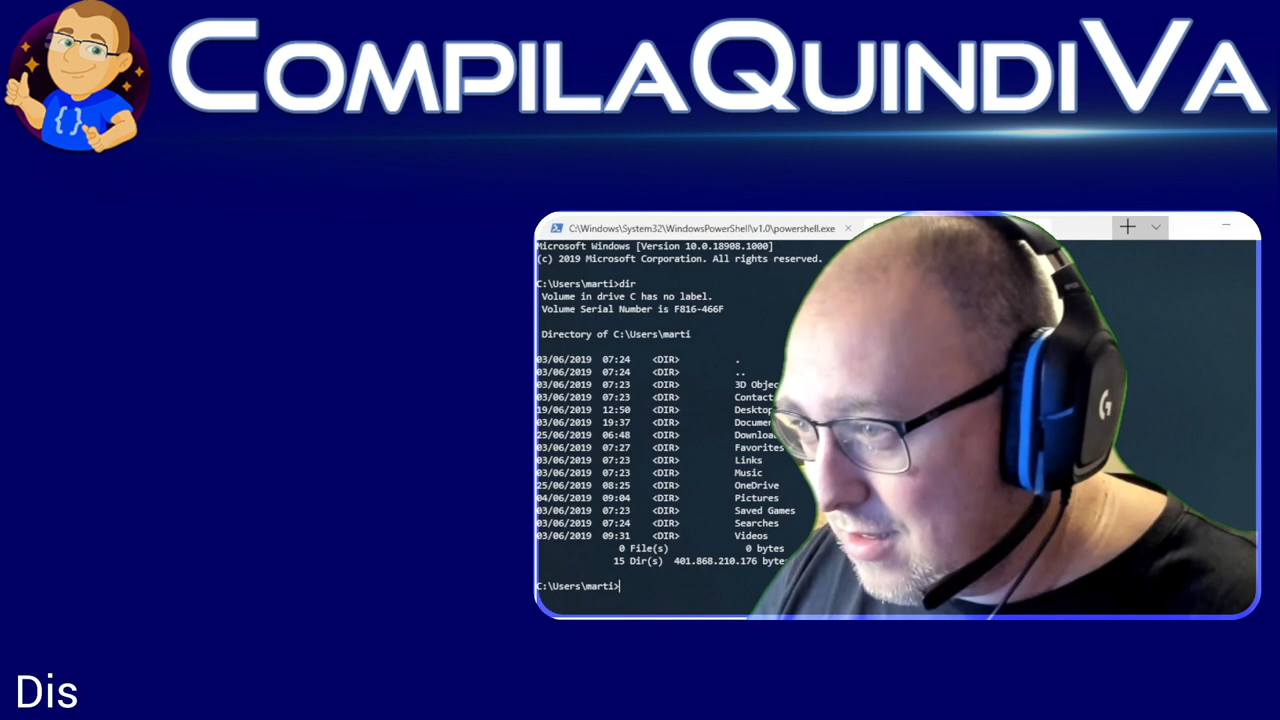 CompilaQuindiVa
{ }
C:\Windows\System32\WindowsPowerShell\v1.0\powershell.exe
Microsoft Windows [Version 10.0.18908.1000]
(c) 2019 Microsoft Corporation. All rights reserved.
C:\Users\marti>dir
Volume in drive C has no label.
Volume Serial Number is F816-466F
Directory of C:\Users\marti
03/06/2019 07:24 <DIR> .
03/06/2019 07:24 <DIR> ..
03/06/2019 07:23 <DIR> 3D Objec
03/06/2019 07:23 <DIR> Contact
19/06/2019 12:50 <DIR> Desktop
03/06/2019 19:37 <DIR> Documen
25/06/2019 06:48 <DIR> Downloa
03/06/2019 07:27 <DIR> Favorites
03/06/2019 07:23 <DIR> Links
03/06/2019 07:23 <DIR> Music
25/06/2019 08:25 <DIR> OneDrive
04/06/2019 09:04 <DIR> Pictures
03/06/2019 07:23 <DIR> Saved Games
03/06/2019 07:24 <DIR> Searches
03/06/2019 09:31 <DIR> Videos
0 File(s) 0 bytes
15 Dir(s) 401.868.210.176 byte
C:\Users\marti>
G
Dis